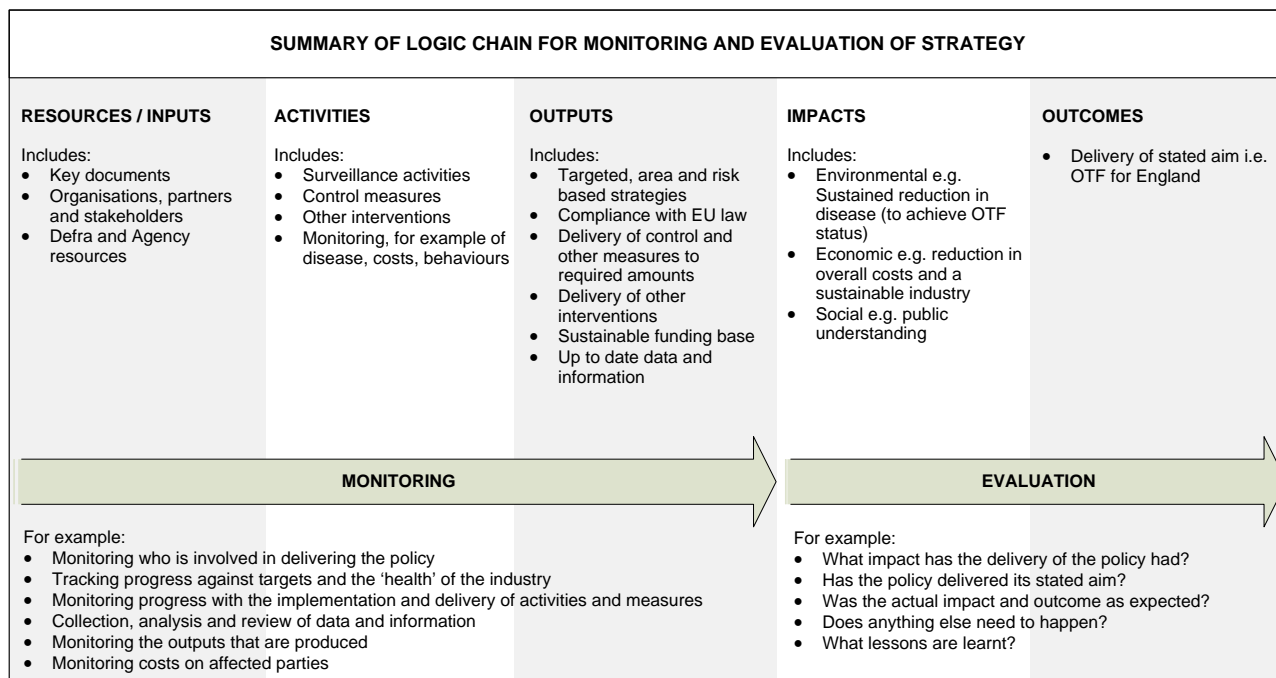 SUMMARY OF LOGIC CHAIN FOR MONITORING AND EVALUATION OF STRATEGY
RESOURCES / INPUTS
Includes:
• Key documents
• Organisations, partners
and stakeholders
• Defra and Agency
resources
ACTIVITIES
Includes:
• Surveillance activities
• Control measures
• Other interventions
• Monitoring, for example of
disease, costs, behaviours
OUTPUTS
Includes:
• Targeted, area and risk
based strategies
• Compliance with EU law
• Delivery of control and
other measures to
required amounts
• Delivery of other
interventions
• Sustainable funding base
• Up to date data and
information
IMPACTS
Includes:
• Environmental e.g.
Sustained reduction in
disease (to achieve OTF
status)
• Economic e.g. reduction in
overall costs and a
sustainable industry
• Social e.g. public
understanding
OUTCOMES
• Delivery of stated aim i.e.
OTF for England
MONITORING
For example:
• Monitoring who is involved in delivering the policy
• Tracking progress against targets and the ‘health’ of the industry
• Monitoring progress with the implementation and delivery of activities and measures
• Collection, analysis and review of data and information
• Monitoring the outputs that are produced
• Monitoring costs on affected parties
EVALUATION
For example:
• What impact has the delivery of the policy had?
• Has the policy delivered its stated aim?
• Was the actual impact and outcome as expected?
• Does anything else need to happen?
• What lessons are learnt?